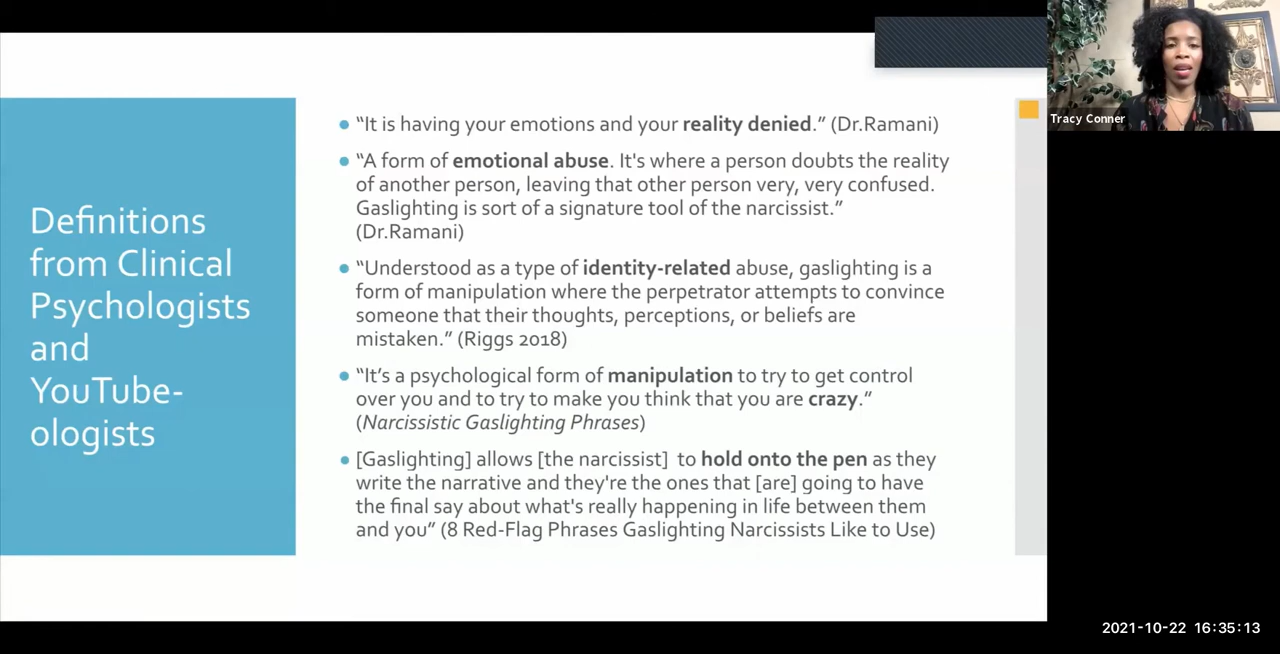 Definitions
from Clinical
Psychologists
and
YouTube-
ologists
“It is having your emotions and your reality denied.” (Dr.Ramani)
“A form of emotional abuse. It's where a person doubts the reality
of another person, leaving that other person very, very confused.
Gaslighting is sort of a signature tool of the narcissist.”
(Dr.Ramani)
“Understood as a type of identity-related abuse, gaslighting is a
form of manipulation where the perpetrator attempts to convince
someone that their thoughts, perceptions, or beliefs are
mistaken.” (Riggs 2018)
“It’s a psychological form of manipulation to try to get control
over you and to try to make you think that you are crazy.”
(Narcissistic Gaslighting Phrases)
[Gaslighting] allows [the narcissist] to hold onto the pen as they
write the narrative and they're the ones that [are] going to have
the final say about what's really happening in life between them
and you” (8 Red-Flag Phrases Gaslighting Narcissists Like to Use)
Tracy Conner
2021-10-22 16:35:13